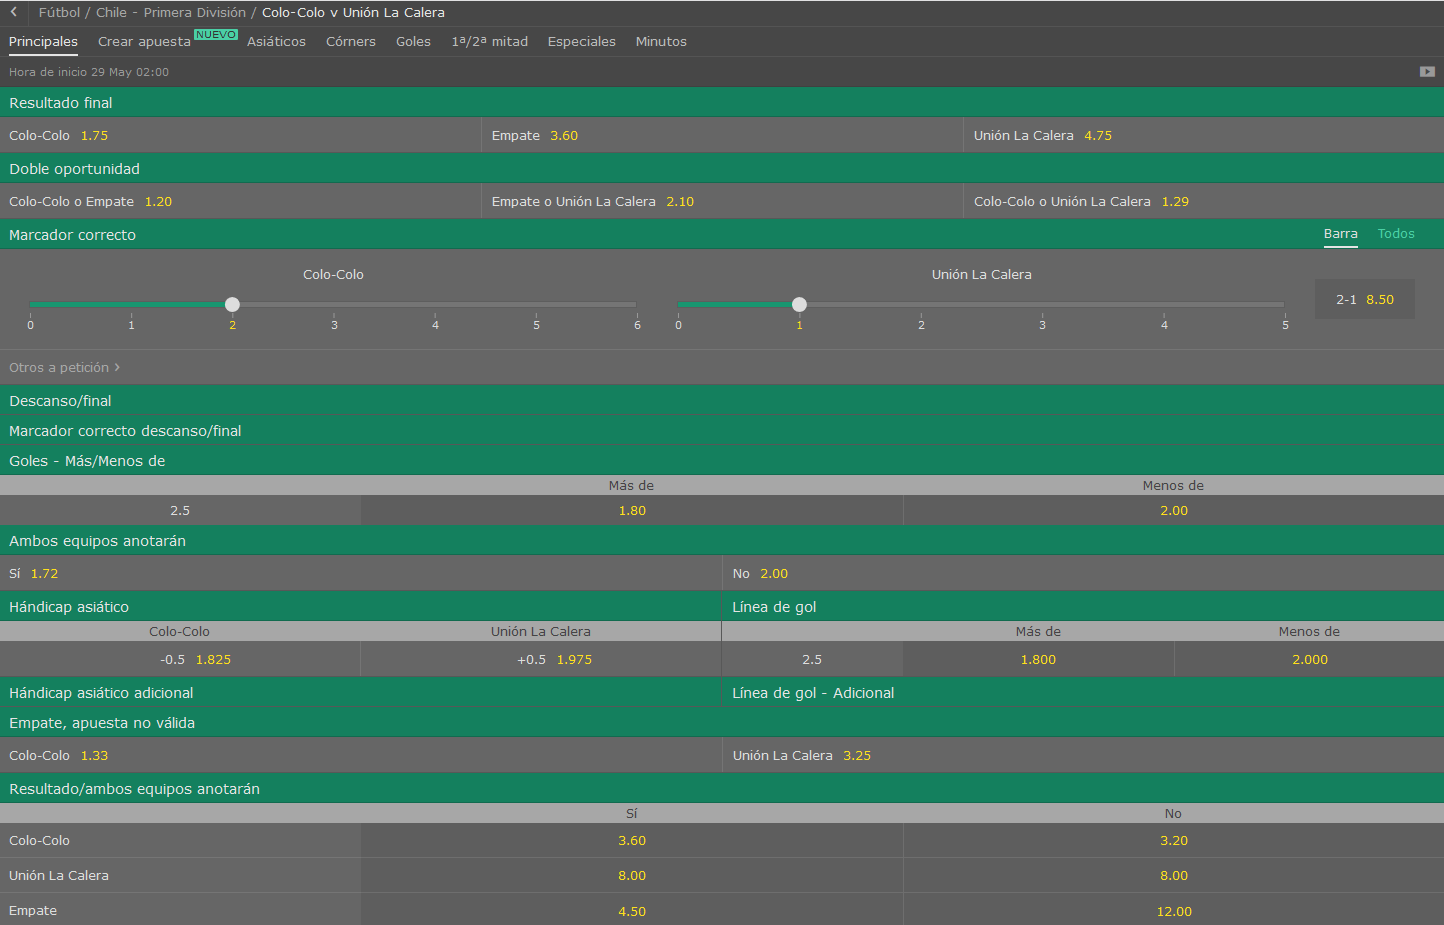 Fútbol / Chile - Primera División / Colo-Colo v Unión La Calera
Principales Crear apuesta NUEVO Asiáticos Córners Goles 1ª/2ª mitad Especiales Minutos
Hora de inicio 29 May 02:00
Resultado final
Colo-Colo 1.75 Empate 3.60 Unión La Calera 4.75
Doble oportunidad
Colo-Colo o Empate 1.20 Empate o Unión La Calera 2.10 Colo-Colo o Unión La Calera 1.29
Marcador correcto Barra Todos
Colo-Colo Unión La Calera
2-1 8.50
0 1 2 3 4 5 6 0 1 2 3 4 5
Otros a petición
Descanso/final
Marcador correcto descanso/final
Goles - Más/Menos de
Más de Menos de
2.5 1.80 2.00
Ambos equipos anotarán
Sí 1.72 No 2.00
Hándicap asiático Línea de gol
Colo-Colo Unión La Calera Más de Menos de
-0.5 1.825 +0.5 1.975 2.5 1.800 2.000
Hándicap asiático adicional Línea de gol - Adicional
Empate, apuesta no válida
Colo-Colo 1.33 Unión La Calera 3.25
Resultado/ambos equipos anotarán
Sí No
Colo-Colo 3.60 3.20
Unión La Calera 8.00 8.00
Empate 4.50 12.00